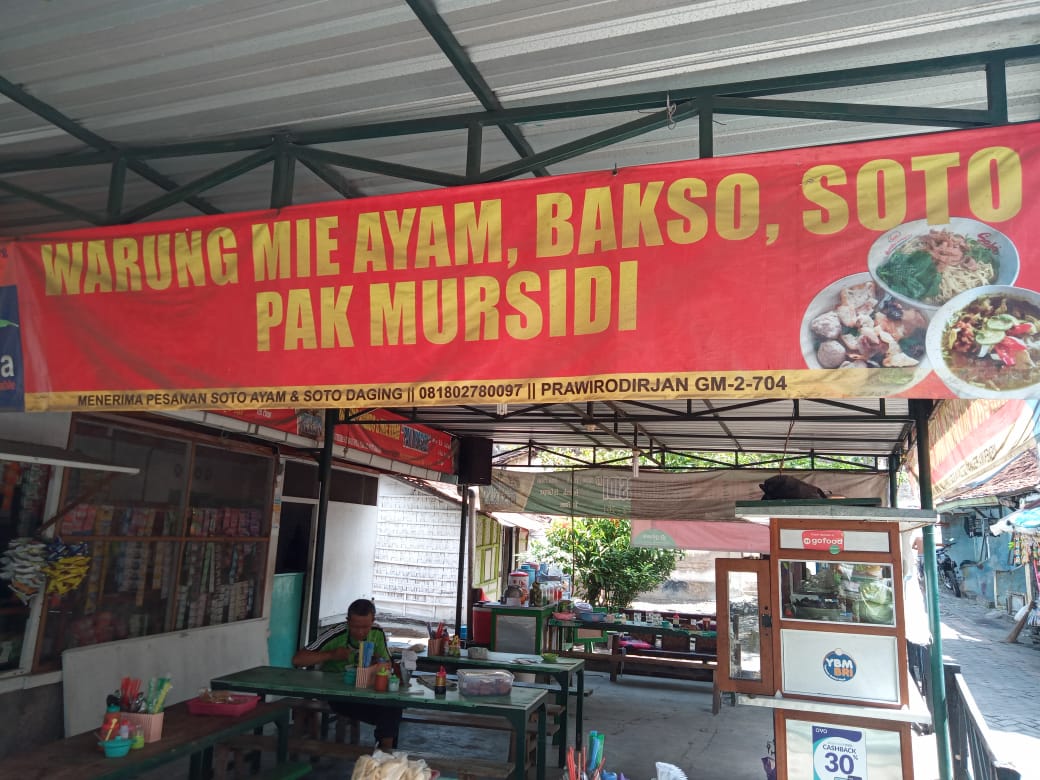 WARUNG MIE AYAM, BAKSO, SOTO
PAK MURSIDI
MENERIMA PESANAN SOTO AYAM & SOTO DAGING || 081802780097 || PRAWIRODIRJAN GM-2-704
gofood
YBM
BRI
OVO
CASHBACK
30%